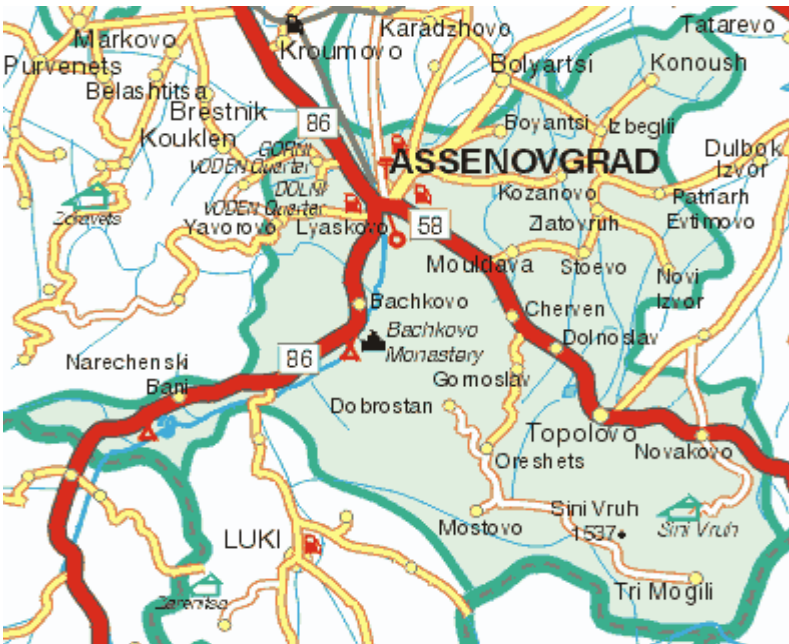 Karadzhovo
Tatarevo
Markovo
Kroumovo
Purvenets
Bolyartsi
Konoush
Belashtitsa
Brestnik
86
Boyantsi
Izbeglii
Kouklen
GORNI
VODEN Quarter
ASSENOVGRAD
Dulbok
Izvor
DOLNI
VODEN Quarter
Kozanovo
Patriarh
Evtimovo
Zdravets
Yavorovo
Lyaskovo
58
Zlatovruh
Mouldava
Stoevo
Novi
Izvor
Bachkovo
Cherven
Bachkovo
Monastery
Dolnoslav
86
Narechenski
Bani
Gornoslav
Dobrostan
Topolovo
Novakovo
Oreshets
Mostovo
Sini Vruh
1537
Sini Vruh
LUKI
Zarenitsa
Tri Mogili